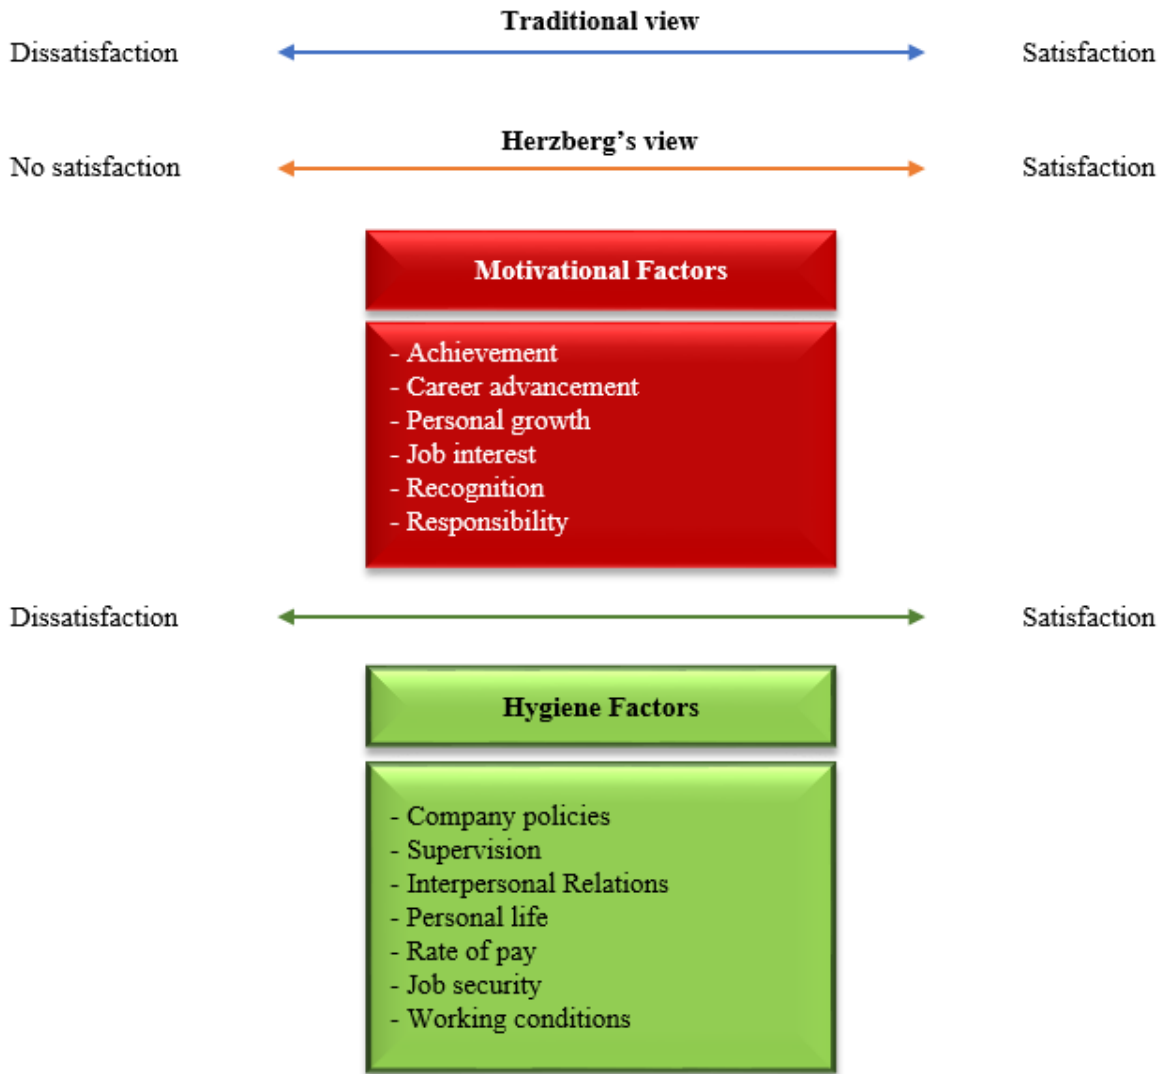 Traditional view
Dissatisfaction Satisfaction
Herzberg’s view
No satisfaction Satisfaction
Motivational Factors
- Achievement
- Career advancement
- Personal growth
- Job interest
- Recognition
- Responsibility
Dissatisfaction Satisfaction
Hygiene Factors
- Company policies
- Supervision
- Interpersonal Relations
- Personal life
- Rate of pay
- Job security
- Working conditions